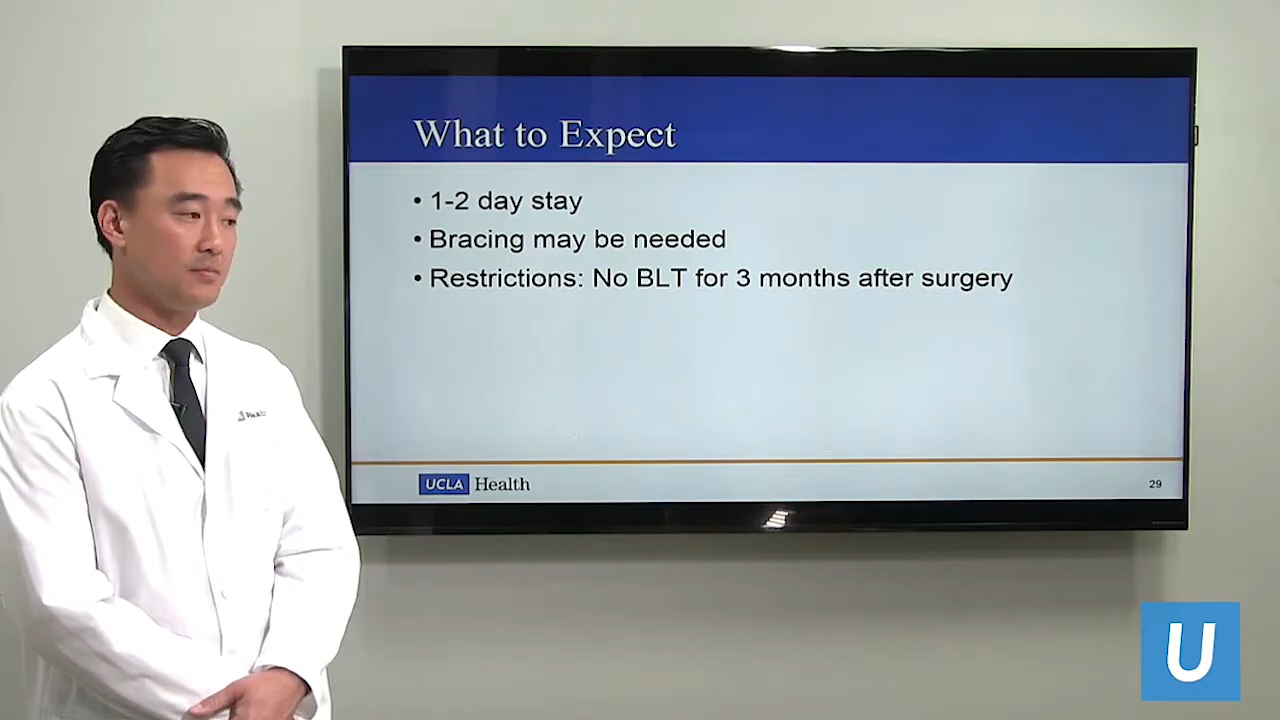 What to Expect
• 1-2 day stay
• Bracing may be needed
• Restrictions: No BLT for 3 months after surgery
UCLA Health
29
Health
U